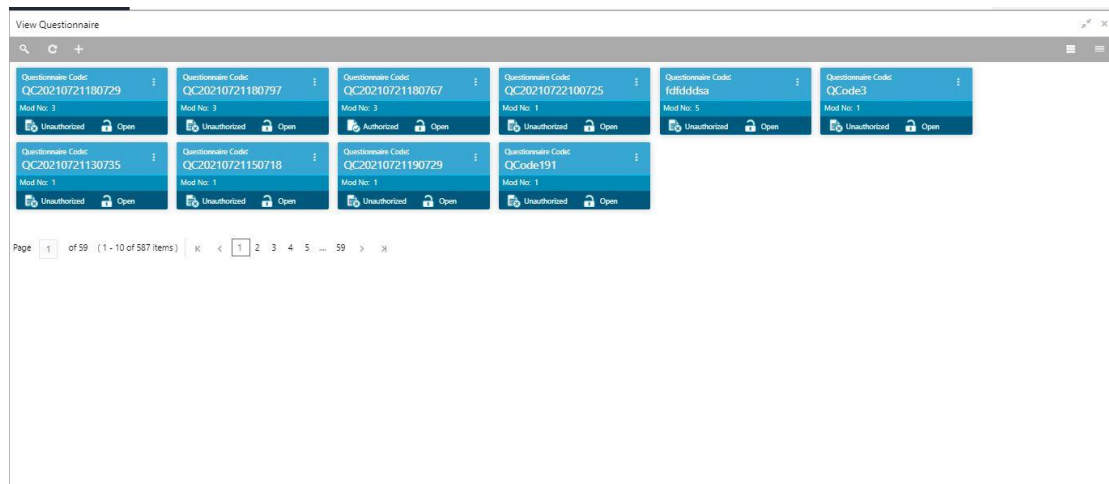 View Questionnaire
Questionnaire Code: Questionnaire Code: Questionnaire Code: Questionnaire Code: Questionnaire Code: Questionnaire Code:
QC20210721180729 QC20210721180797 QC20210721180767 QC20210722100725 fdfdddsa QCode3
Mod No: 3 Mod No: 3 Mod No: 3 Mod No: 1 Mod No: 5 Mod No: 1
Unauthorized Open Unauthorized Open Authorized Open Unauthorized Open Unauthorized Open Unauthorized Open
Questionnaire Code: Questionnaire Code: Questionnaire Code: Questionnaire Code:
QC20210721130735 QC20210721150718 QC20210721190729 QCode191
Mod No: 1 Mod No: 1 Mod No: 1 Mod No: 1
Unauthorized Open Unauthorized Open Unauthorized Open Unauthorized Open
Page 1 of 59 ( 1 - 10 of 587 items ) 1 2 3 4 5 ... 59